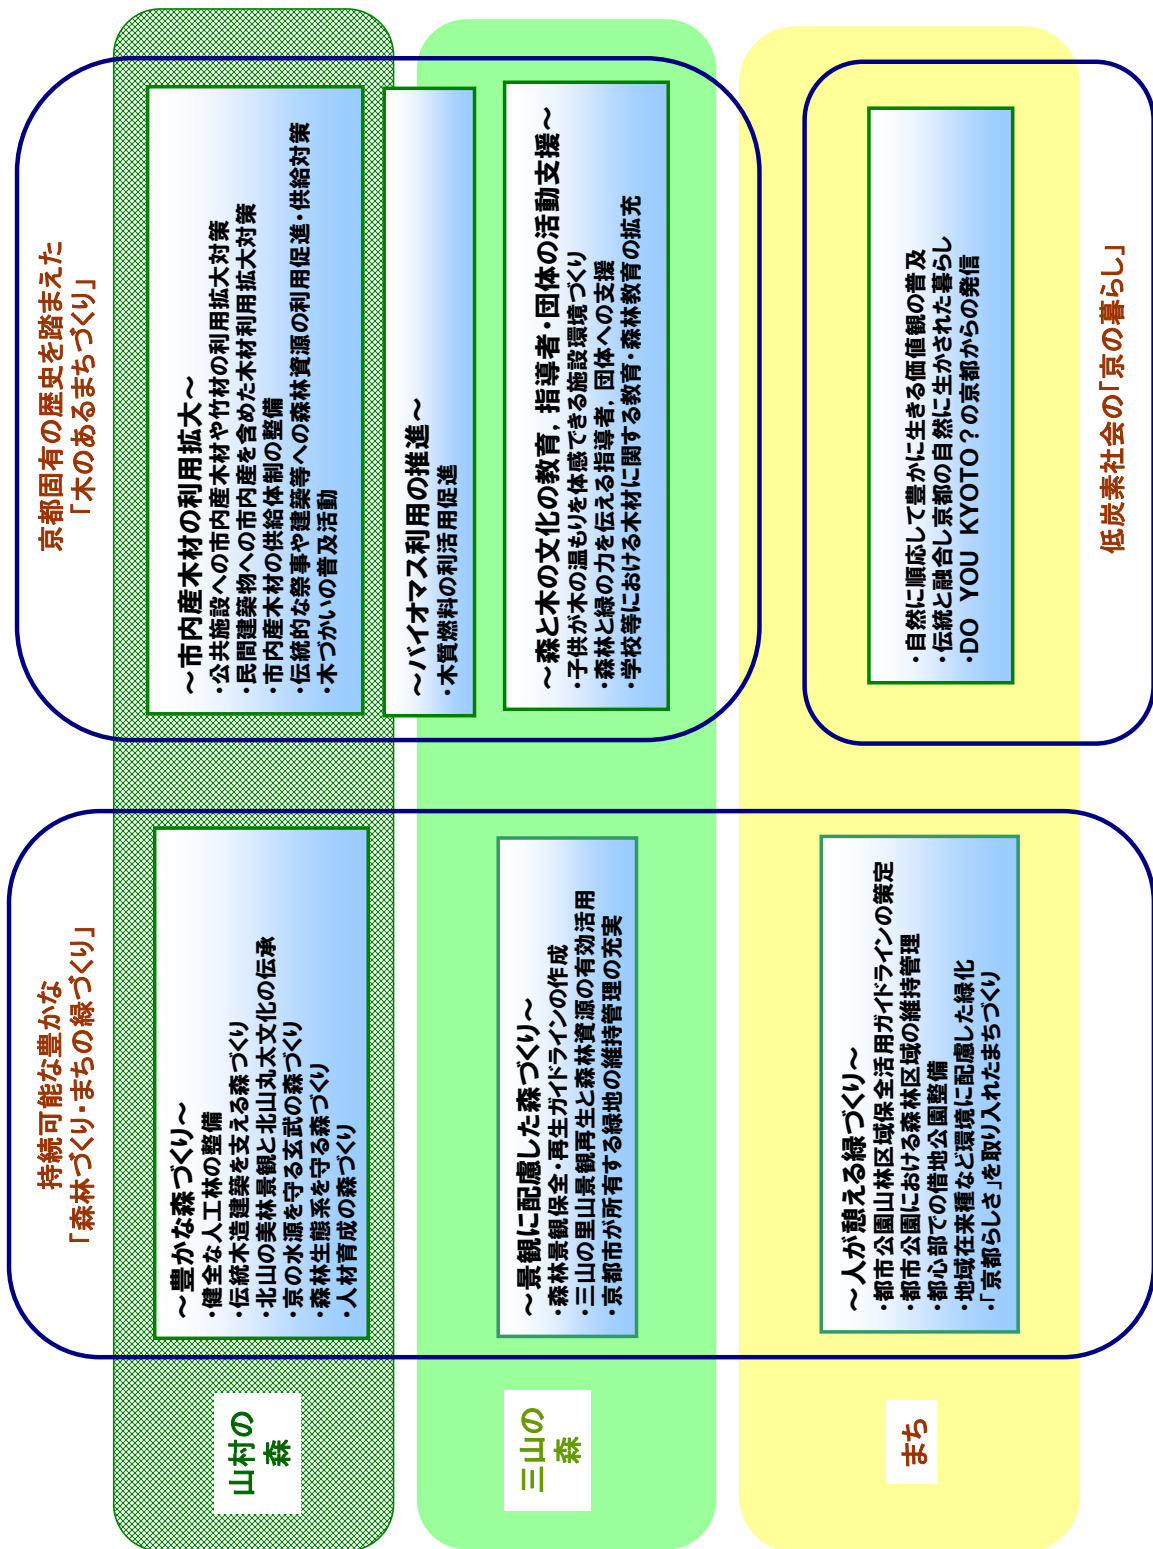 持続可能な豊かな
「森林づくり・まちの緑づくり」
京都固有の歴史を踏まえた
「木のあるまちづくり」
山村の
森
～豊かな森づくり～
・健全な人工林の整備
・伝統木造建築を支える森づくり
・北山の美林景観と北山丸太文化の伝承
・京の水源を守る玄武の森づくり
・森林生態系を守る森づくり
・人材育成の森づくり
～市内産木材の利用拡大～
・公共施設への市内産木材や竹材の利用拡大対策
・民間建築物への市内産を含めた木材利用拡大対策
・市内産木材の供給体制の整備
・伝統的な祭事や建築等への森林資源の利用促進・供給対策
・木づかいの普及活動
～バイオマス利用の推進～
・木質燃料の利活用促進
三山の
森
～景観に配慮した森づくり～
・森林景観保全・再生ガイドラインの作成
・三山の里山景観再生と森林資源の有効活用
・京都市が所有する緑地の維持管理の充実
～森と木の文化の教育，指導者・団体の活動支援～
・子供が木の温もりを体感できる施設環境づくり
・森林と緑の力を伝える指導者，団体への支援
・学校等における木材に関する教育・森林教育の拡充
まち
～人が憩える緑づくり～
・都市公園山林区域保全活用ガイドラインの策定
・都市公園における森林区域の維持管理
・都心部での借地公園整備
・地域在来種など環境に配慮した緑化
・「京都らしさ」を取り入れたまちづくり
・自然に順応して豊かに生きる価値観の普及
・伝統と融合し京都の自然に生かされた暮らし
・DO YOU KYOTO？の京都からの発信
低炭素社会の「京の暮らし」